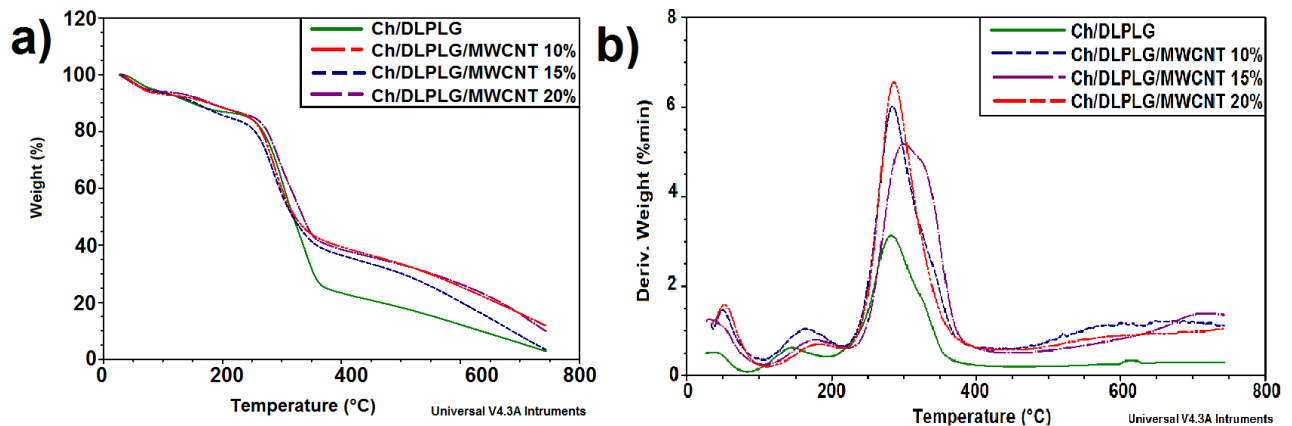 a)
120
100
80
60
40
20
0
Weight (%)
Ch/DLPLG
Ch/DLPLG/MWCNT 10%
Ch/DLPLG/MWCNT 15%
Ch/DLPLG/MWCNT 20%
0 200 400 600 800
Temperature (°C)
Universal V4.3A Intruments
b)
8
6
4
2
0
Deriv. Weight (%min)
Ch/DLPLG
Ch/DLPLG/MWCNT 10%
Ch/DLPLG/MWCNT 15%
Ch/DLPLG/MWCNT 20%
0 200 400 600 800
Temperature (°C)
Universal V4.3A Intruments